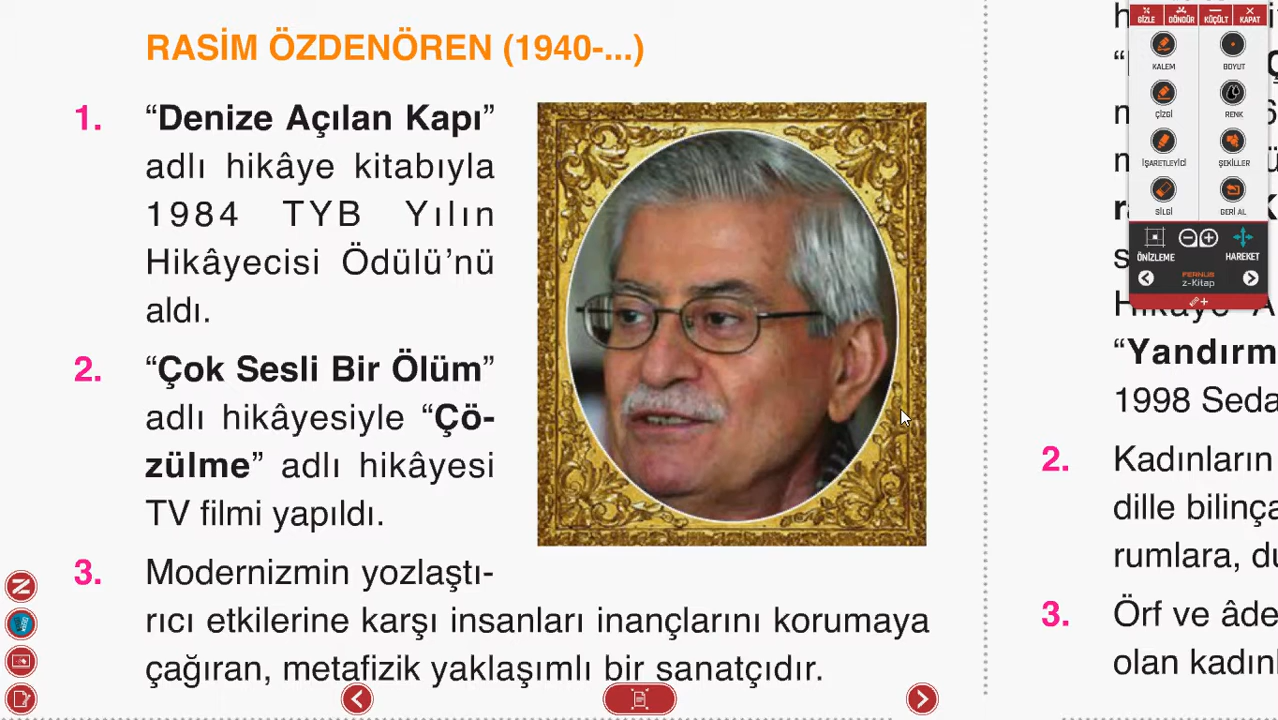 RASİM ÖZDENÖREN (1940-...)
1. “Denize Açılan Kapı”
adlı hikâye kitabıyla
1984 TYB Yılın
Hikâyecisi Ödülü’nü
aldı.
2. “Çok Sesli Bir Ölüm”
adlı hikâyesiyle “Çö-
zülme” adlı hikâyesi
TV filmi yapıldı.
3. Modernizmin yozlaştı-
rıcı etkilerine karşı insanları inançlarını korumaya
çağıran, metafizik yaklaşımlı bir sanatçıdır.
“Yandırm
1998 Seda
2. Kadınların
dille bilinça
rumlara, du
3. Örf ve âde
olan kadınl
GİZLE DÖNDÜR KÜÇÜLT KAPAT
KALEM BOYUT
ÇİZGİ RENK
İŞARETLEYİCİ ŞEKİLLER
SİLGİ GERİ AL
ÖNİZLEME HAREKET
FERNUS
z-Kitap